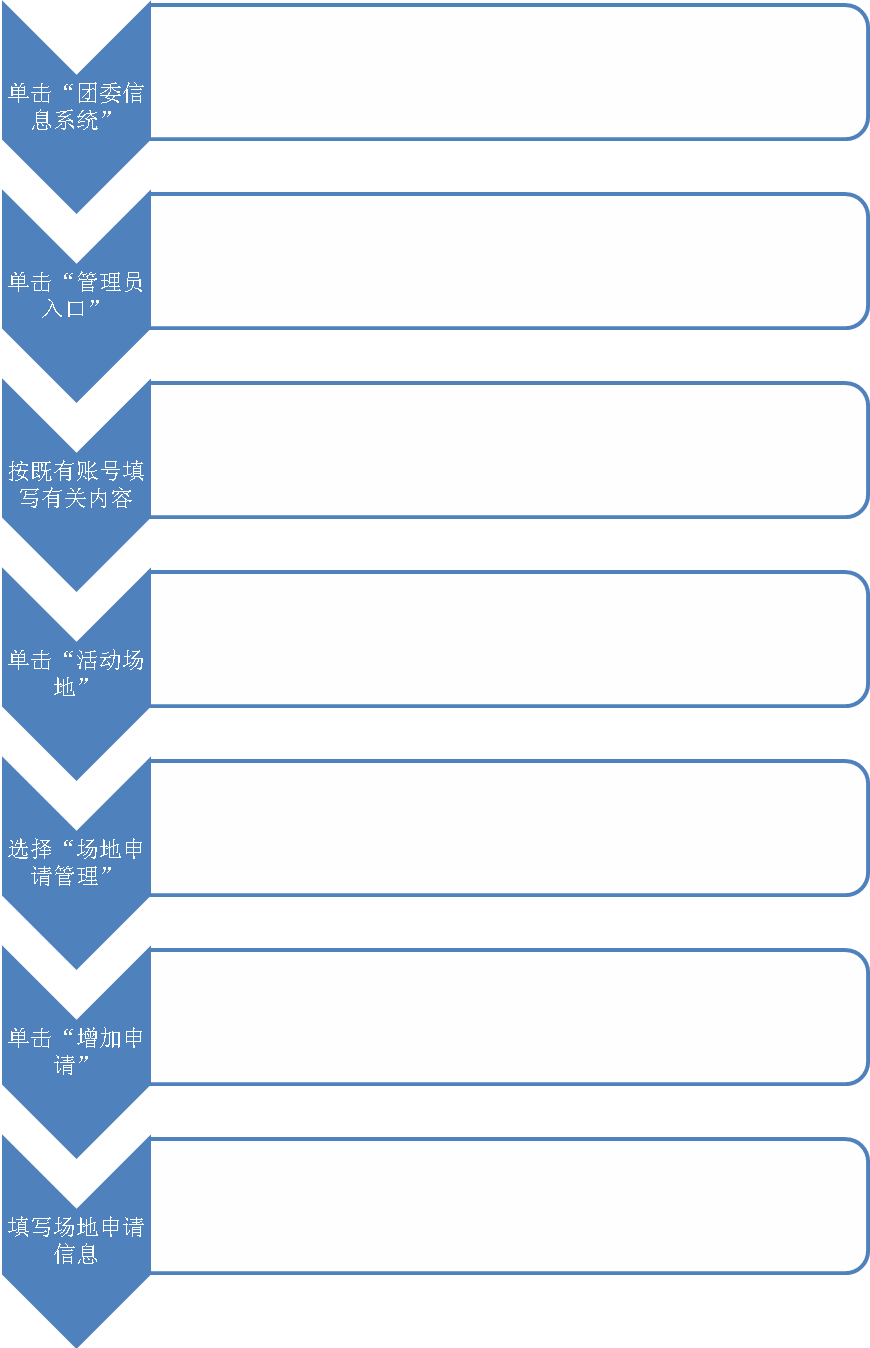 单击“团委信
息系统”
单击“管理员
入口”
按既有账号填
写有关内容
单击“活动场
地”
选择“场地申
请管理”
单击“增加申
请”
填写场地申请
信息